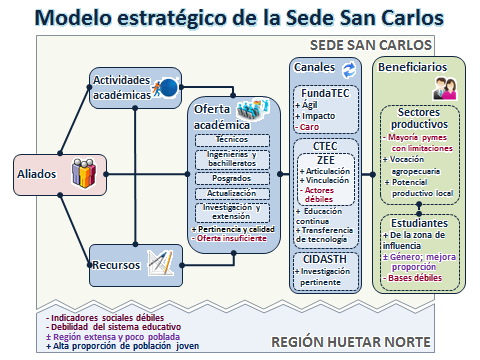 Modelo estratégico de la Sede San Carlos
SEDE SAN CARLOS
Aliados
Actividades
académicas
Recursos
Oferta
académica
Técnicos
Ingenierías y
bachilleratos
Posgrados
Actualización
Investigación y
extensión
+ Pertinencia y calidad
- Oferta insuficiente
Canales
FundaTEC
+ Ágil
+ Impacto
- Caro
CTEC
ZEE
+ Articulación
+ Vinculación
- Actores
débiles
+ Educación
continua
+ Transferencia
de tecnología
CIDASTH
+ Investigación
pertinente
Beneficiarios
Sectores
productivos
- Mayoría pymes
con limitaciones
+ Vocación
agropecuaria
+ Potencial
productivo local
Estudiantes
+ De la zona de
influencia
± Género; mejora
proporción
- Bases débiles
- Indicadores sociales débiles
- Debilidad del sistema educativo
± Región extensa y poco poblada
+ Alta proporción de población joven
REGIÓN HUETAR NORTE